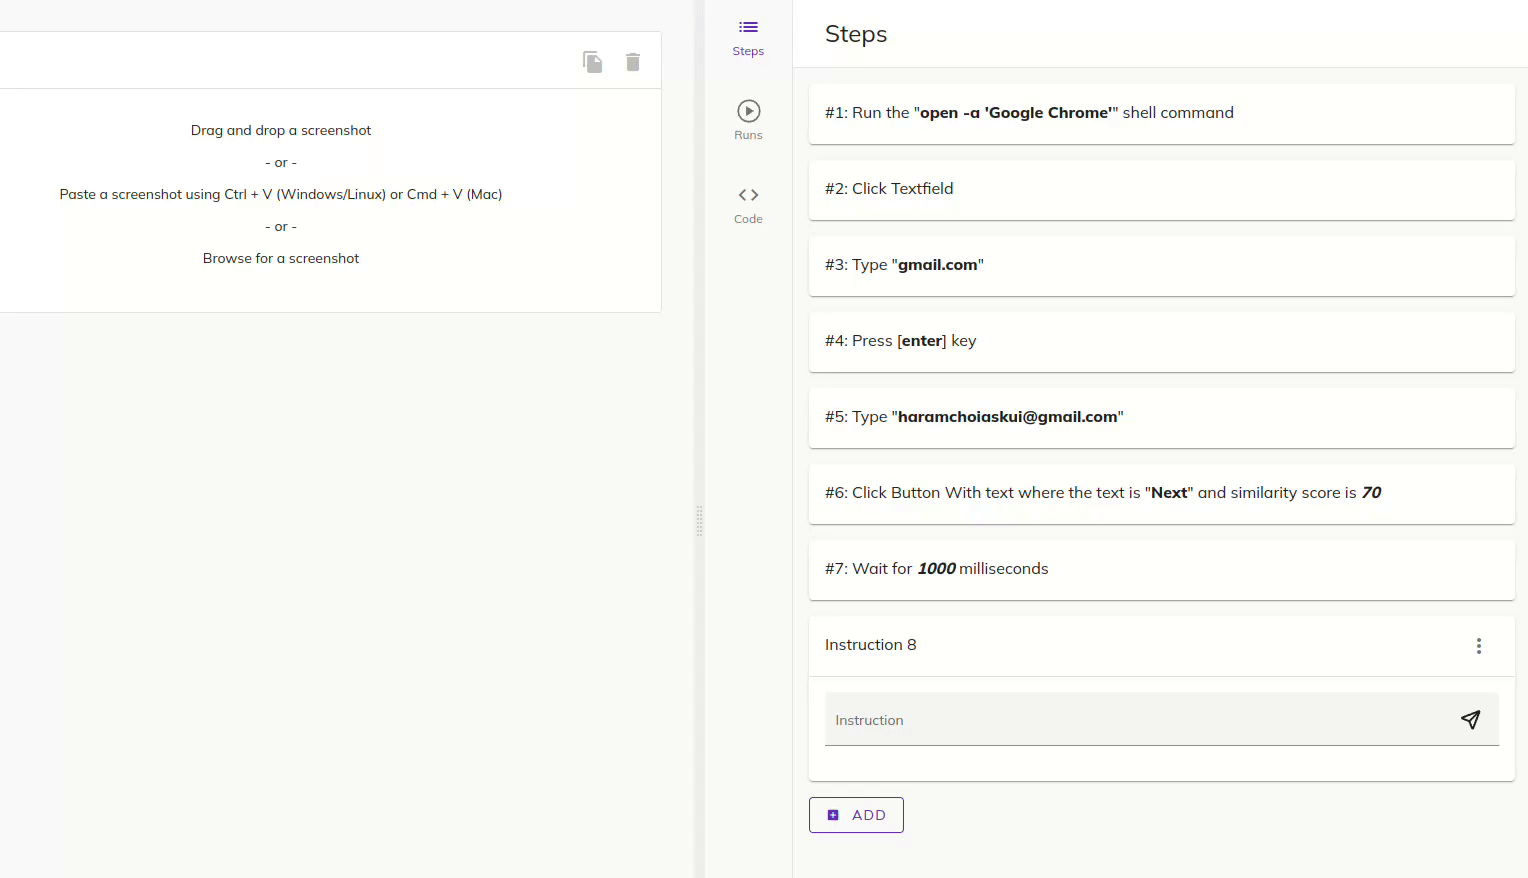 Drag and drop a screenshot
- or -
Paste a screenshot using Ctrl + V (Windows/Linux) or Cmd + V (Mac)
- or -
Browse for a screenshot
Steps
Runs
Code
Steps
#1: Run the "open -a 'Google Chrome'" shell command
#2: Click Textfield
#3: Type "gmail.com"
#4: Press [enter] key
#5: Type "haramchoiaskui@gmail.com"
#6: Click Button With text where the text is "Next" and similarity score is 70
#7: Wait for 1000 milliseconds
Instruction 8
Instruction
ADD